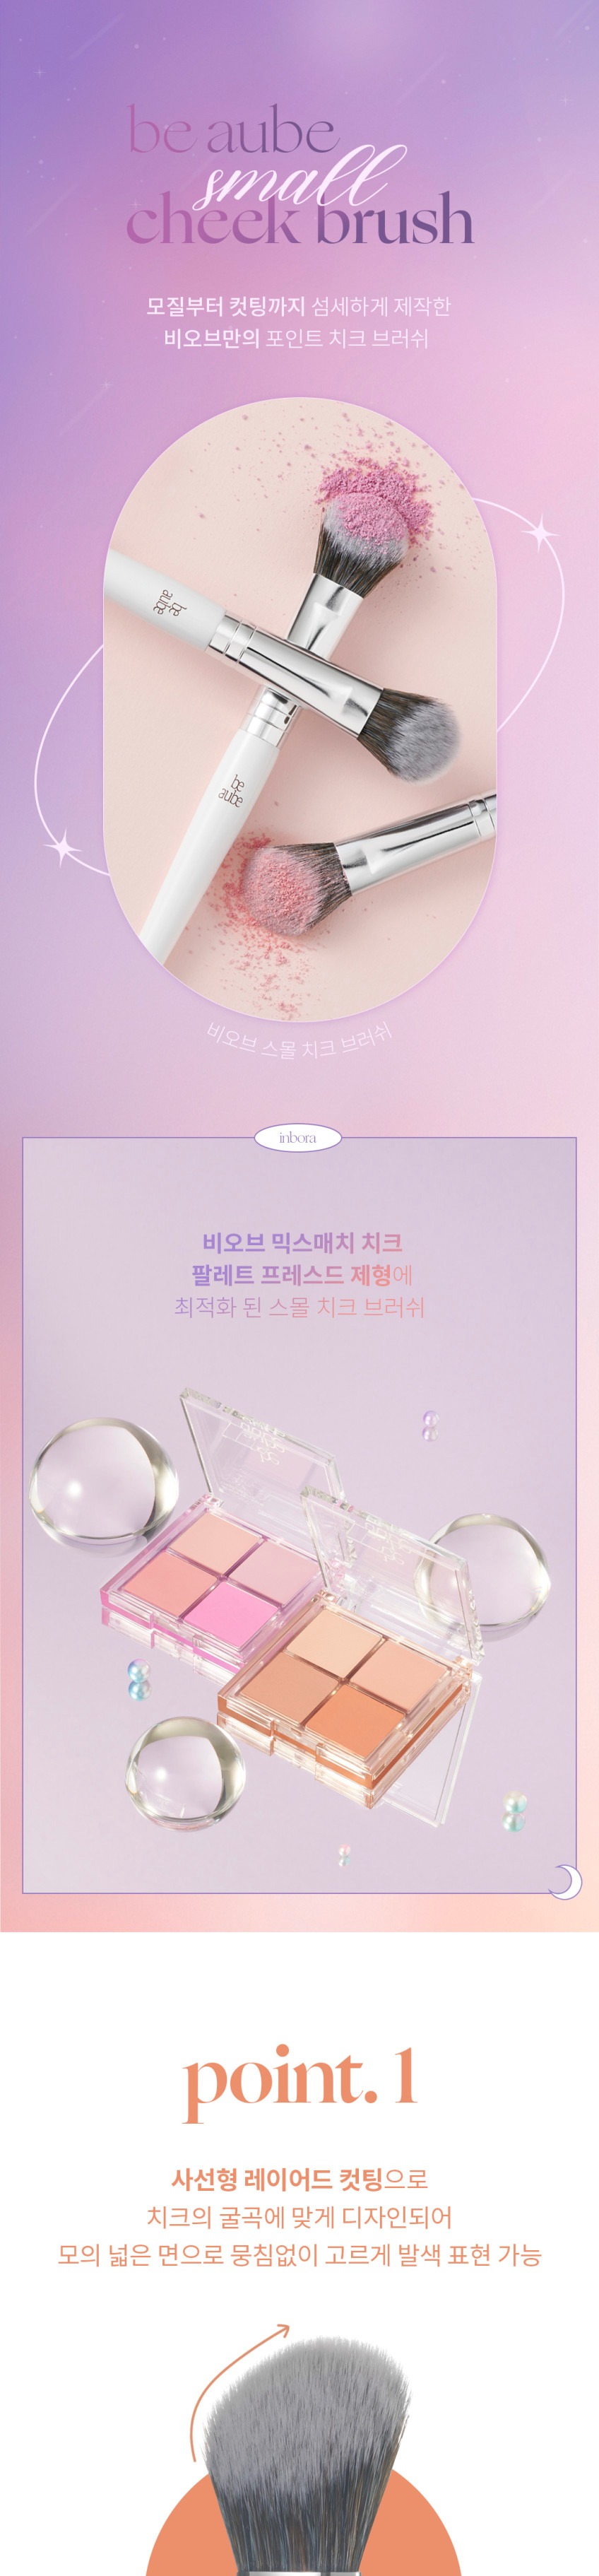 be aube
small
cheek brush
모질부터 컷팅까지 섬세하게 제작한
비오브만의 포인트 치크 브러쉬
be
aube
be
aube
비오브 스몰 치크 브러쉬
inbora
비오브 믹스매치 치크
팔레트 프레스드 제형에
최적화 된 스몰 치크 브러쉬
point. 1
사선형 레이어드 컷팅으로
치크의 굴곡에 맞게 디자인되어
모의 넓은 면으로 뭉침없이 고르게 발색 표현 가능